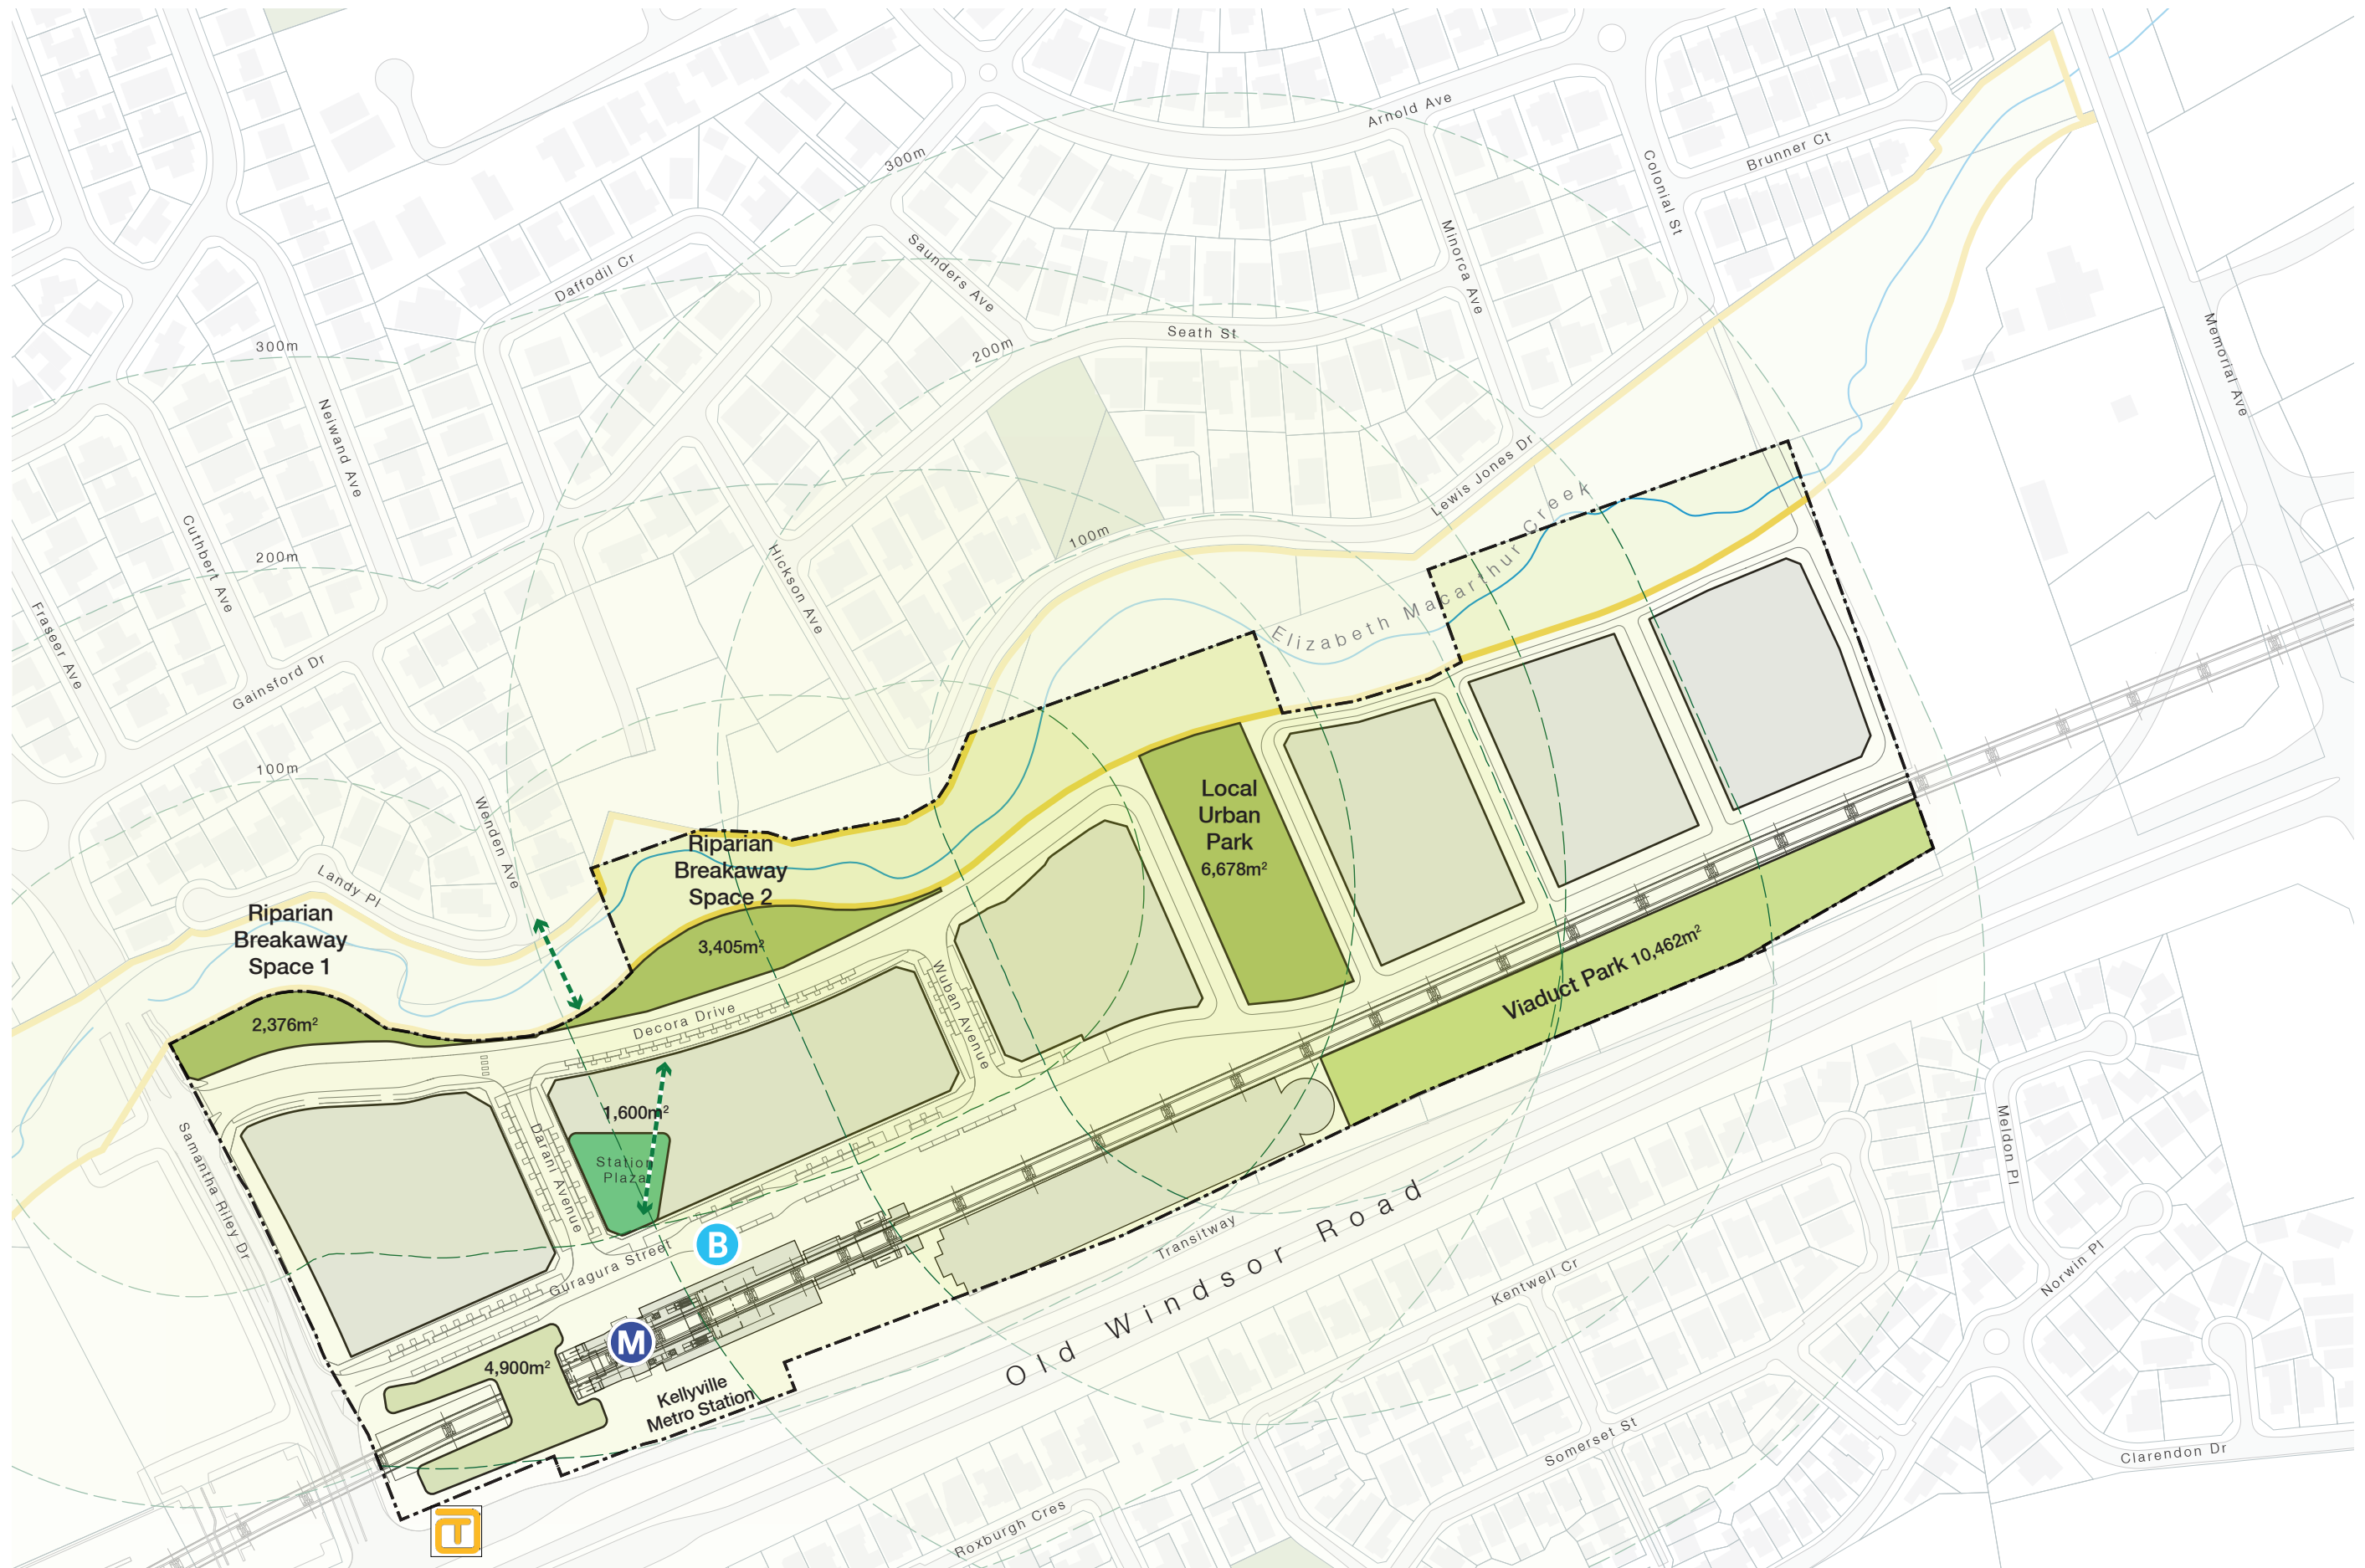 300m
Arnold Ave
Colonial St
Brunner Ct
Minorca Ave
Saunders Ave
Daffodil Cr
Seath St
200m
300m
Neiwand Ave
Memorial Ave
Lewis Jones Dr
Elizabeth Macarthur Creek
100m
Hickson Ave
Cuthbert Ave
200m
Fraseer Ave
Gainsford Dr
100m
Wenden Ave
Landy Pl
Local
Urban
Park
6,678m²
Riparian
Breakaway
Space 2
3,405m²
Riparian
Breakaway
Space 1
2,376m²
Viaduct Park 10,462m²
Decora Drive
Wuban Avenue
1,600m²
Station
Plaza
Darani Avenue
Samantha Riley Dr
Guragura Street
B
M
Kellyville
Metro Station
4,900m²
T
Transitway
Old Windsor Road
Kentwell Cr
Meldon Pl
Norwin Pl
Somerset St
Clarendon Dr
Roxburgh Cres